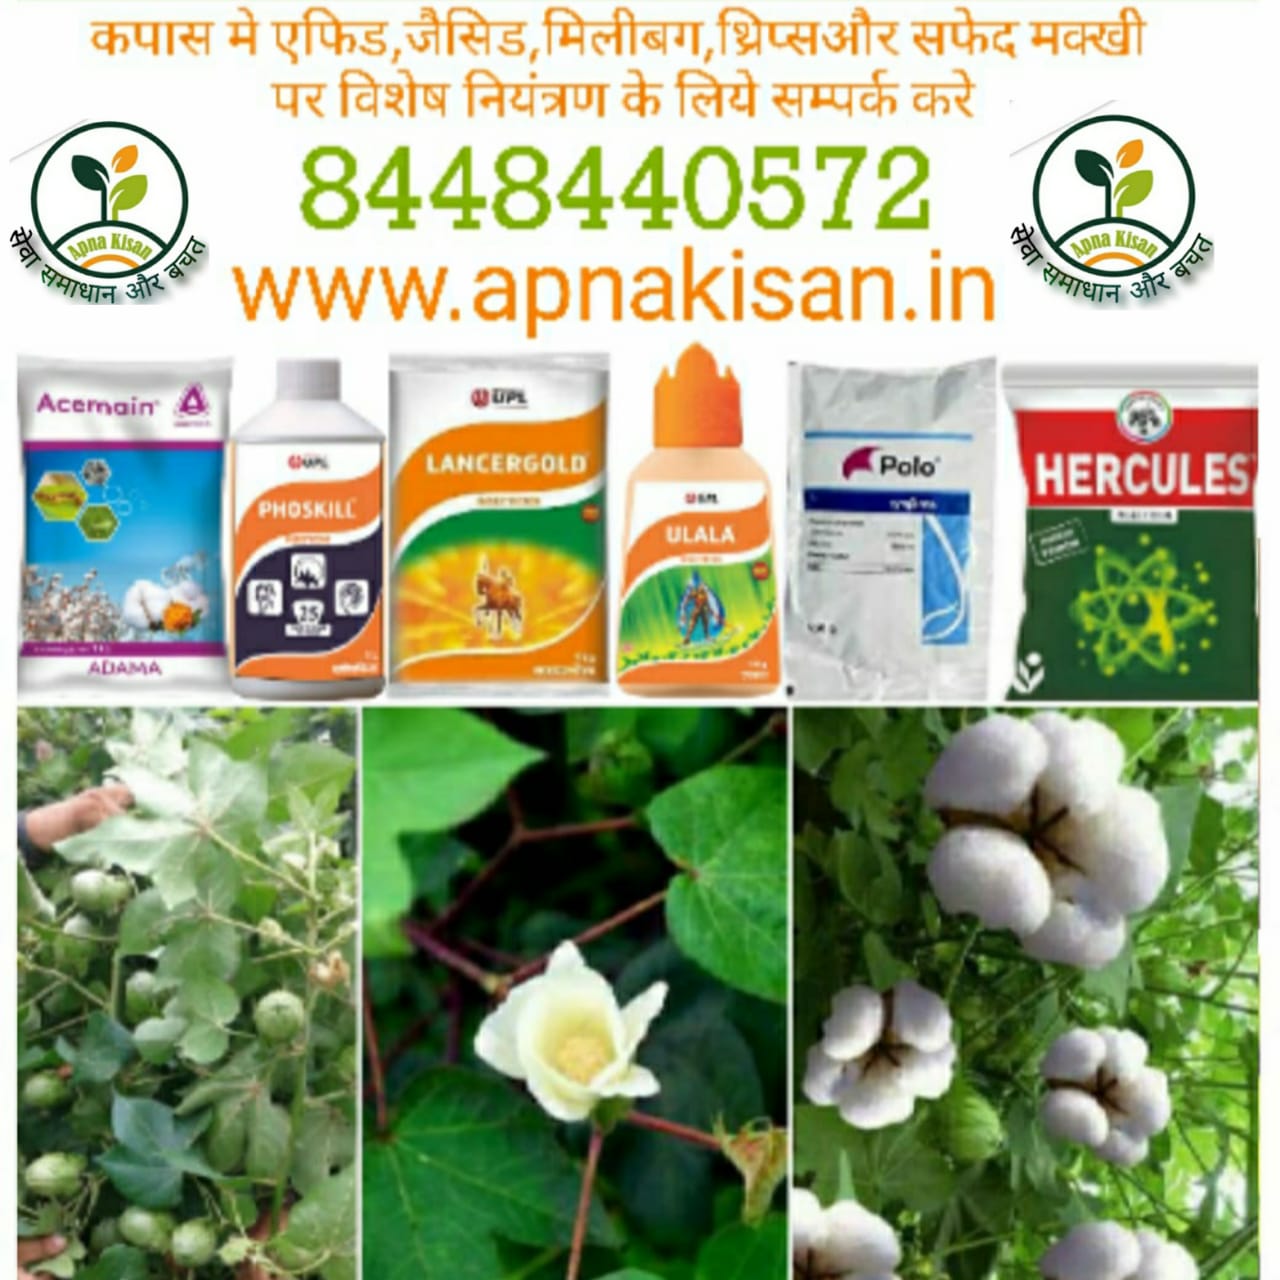 कपास मे एफिड,जैसिड,मिलीबग,थ्रिप्सऔर सफेद मक्खी
पर विशेष नियंत्रण के लिये सम्पर्क करे
8448440572
www.apnakisan.in
Apna Kisan
सेवा समाधान और बचत
Apna Kisan
सेवा समाधान और बचत
Acemain
ADAMA
UPL
PHOSKILL
25
UPL
LANCERGOLD
UPL
ULALA
Polo
HERCULES